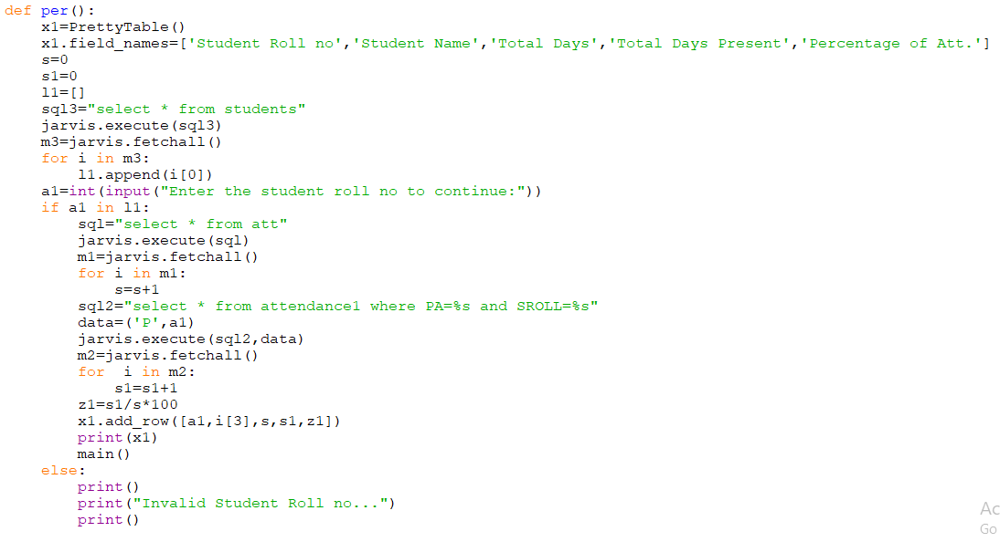 def per():
    x1=PrettyTable()
    x1.field_names=['Student Roll no','Student Name','Total Days','Total Days Present','Percentage of Att.']
    s=0
    s1=0
    l1=[]
    sql3="select * from students"
    jarvis.execute(sql3)
    m3=jarvis.fetchall()
    for i in m3:
        l1.append(i[0])
    a1=int(input("Enter the student roll no to continue:"))
    if a1 in l1:
        sql="select * from att"
        jarvis.execute(sql)
        m1=jarvis.fetchall()
        for i in m1:
            s=s+1
        sql2="select * from attendance1 where PA=%s and SROLL=%s"
        data=('P',a1)
        jarvis.execute(sql2,data)
        m2=jarvis.fetchall()
        for  i in m2:
            s1=s1+1
        z1=s1/s*100
        x1.add_row([a1,i[3],s,s1,z1])
        print(x1)
        main()
    else:
        print()
        print("Invalid Student Roll no...")
        print()
Ac
Go